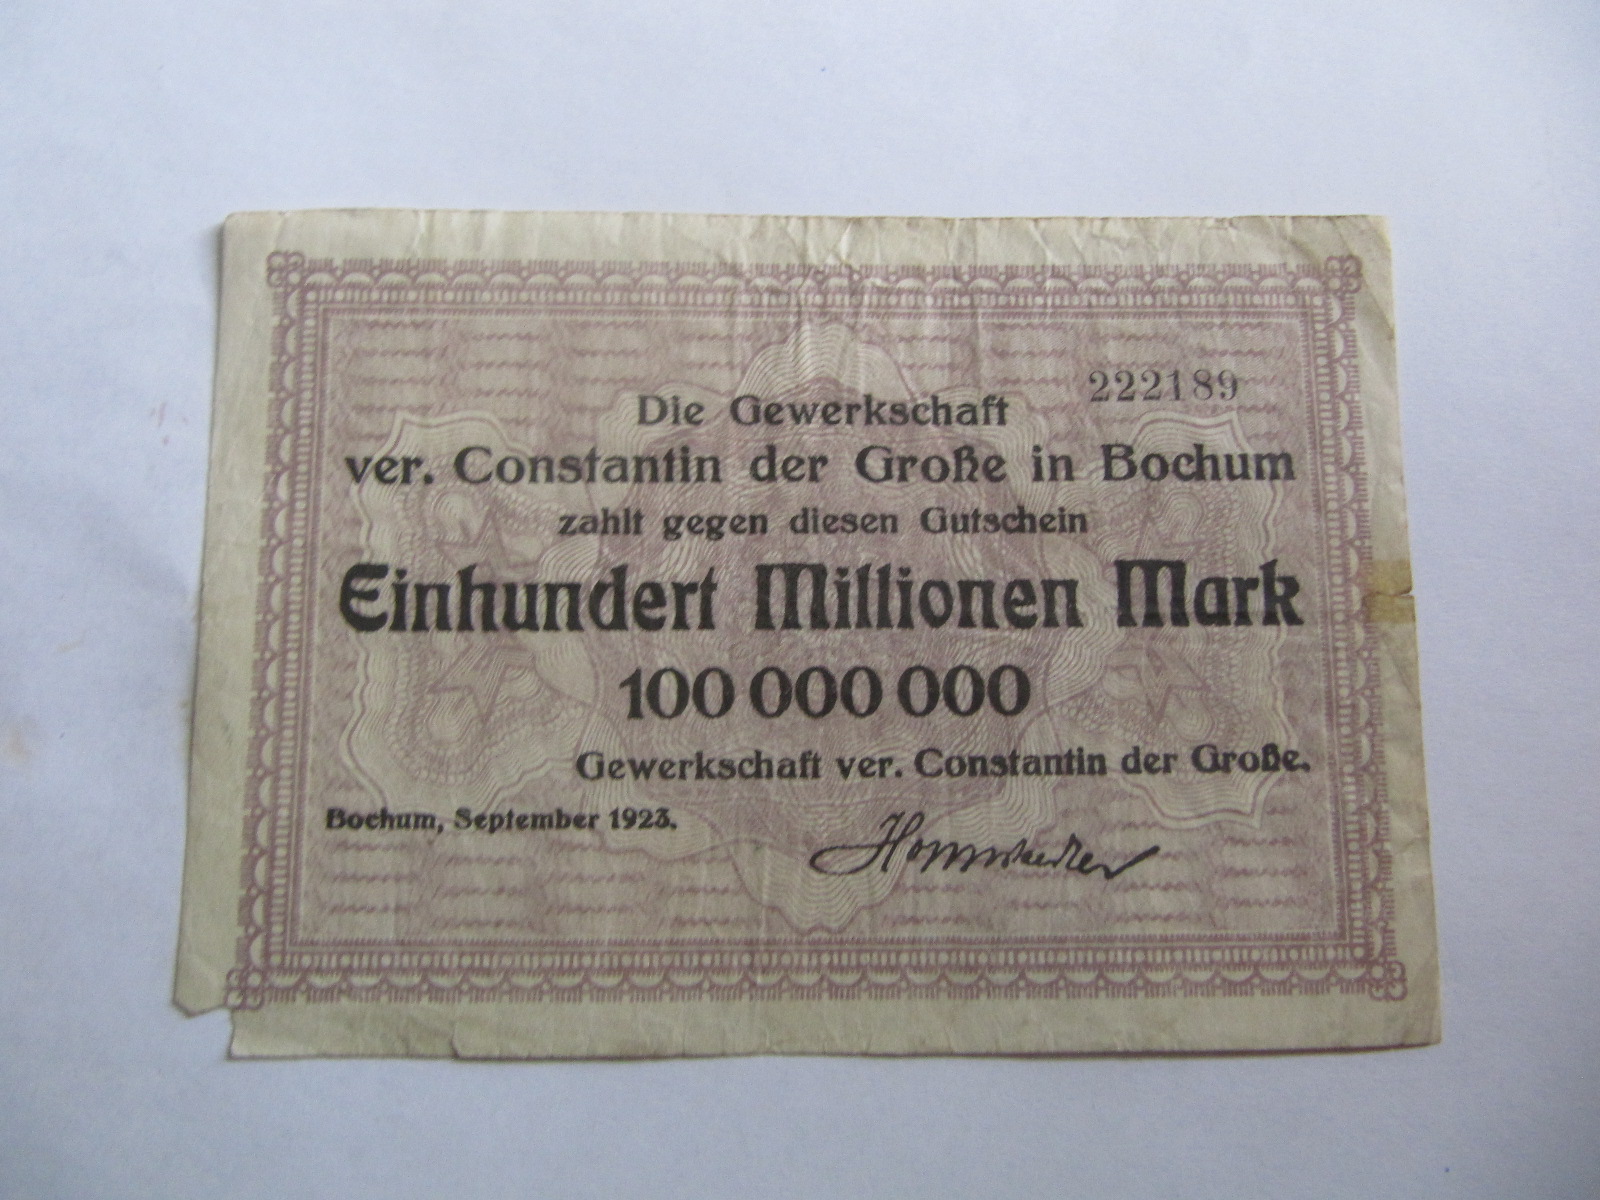 222189
Die Gewerkschaft
ver. Constantin der Große in Bochum
zahlt gegen diesen Gutschein
Einhundert Millionen Mark
100 000 000
Gewerkschaft ver. Constantin der Große.
Bochum, September 1923.